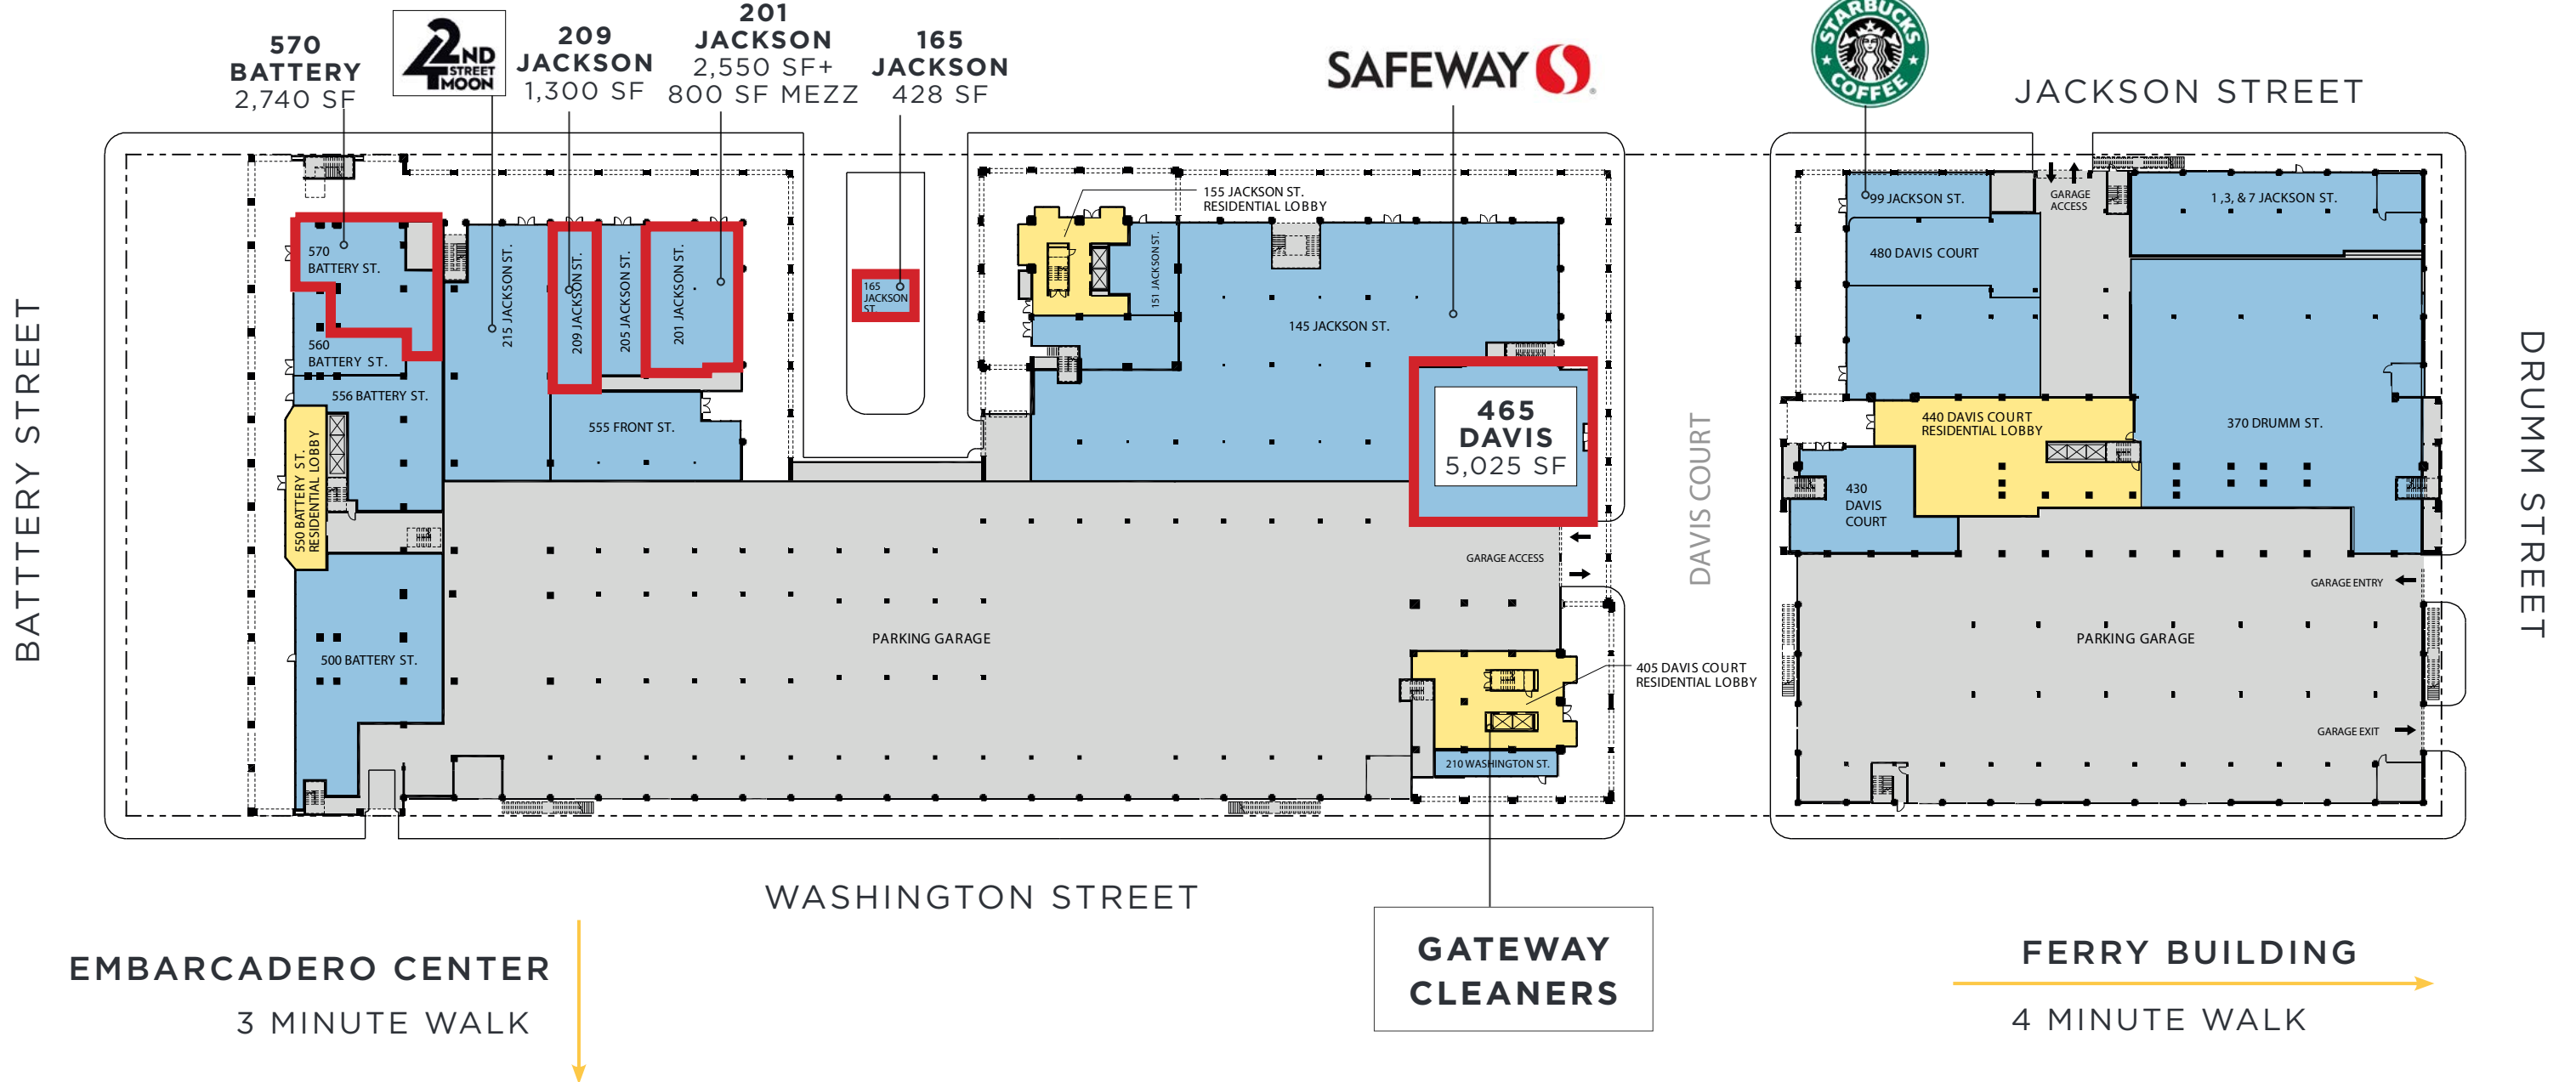 570
BATTERY
2,740 SF
42ND
STREET
MOON
209
JACKSON
1,300 SF
201
JACKSON
2,550 SF+
800 SF MEZZ
165
JACKSON
428 SF
SAFEWAY
STARBUCKS
COFFEE
JACKSON STREET
BATTERY STREET
570
BATTERY ST.
560
BATTERY ST.
556 BATTERY ST.
550 BATTERY ST.
RESIDENTIAL LOBBY
500 BATTERY ST.
215 JACKSON ST.
209 JACKSON ST.
205 JACKSON ST.
201 JACKSON ST.
555 FRONT ST.
165
JACKSON
ST.
155 JACKSON ST.
RESIDENTIAL LOBBY
151 JACKSON ST.
145 JACKSON ST.
465
DAVIS
5,025 SF
GARAGE ACCESS
PARKING GARAGE
405 DAVIS COURT
RESIDENTIAL LOBBY
210 WASHINGTON ST.
DAVIS COURT
99 JACKSON ST.
GARAGE
ACCESS
1 ,3, & 7 JACKSON ST.
480 DAVIS COURT
440 DAVIS COURT
RESIDENTIAL LOBBY
370 DRUMM ST.
430
DAVIS
COURT
GARAGE ENTRY
PARKING GARAGE
GARAGE EXIT
DRUMM STREET
WASHINGTON STREET
EMBARCADERO CENTER
3 MINUTE WALK
GATEWAY
CLEANERS
FERRY BUILDING
4 MINUTE WALK